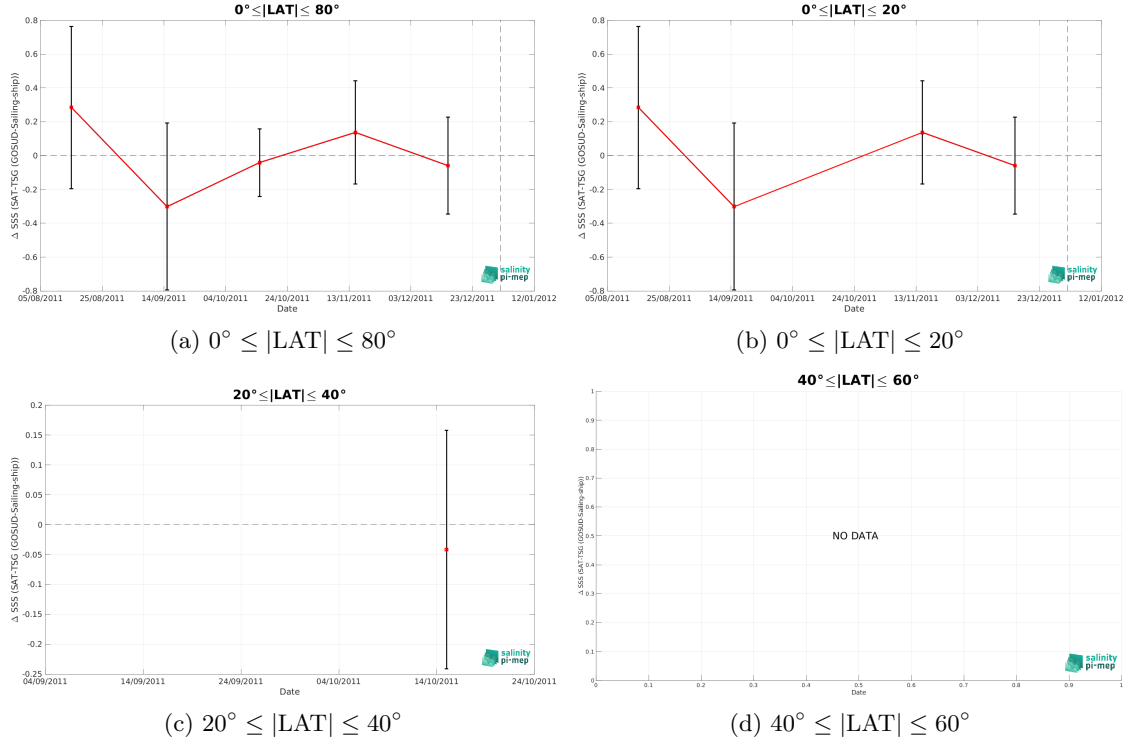 0°≤|LAT|≤ 80°
0.8
0.6
0.4
0.2
0
-0.2
-0.4
-0.6
-0.8
Δ SSS (SAT-TSG (GOSUD-Sailing-ship))
05/08/2011 25/08/2011 14/09/2011 04/10/2011 24/10/2011 13/11/2011 03/12/2011 23/12/2011 12/01/2012
Date
salinity
pi-mep
(a) 0° ≤ |LAT| ≤ 80°
0°≤|LAT|≤ 20°
0.8
0.6
0.4
0.2
0
-0.2
-0.4
-0.6
-0.8
Δ SSS (SAT-TSG (GOSUD-Sailing-ship))
05/08/2011 25/08/2011 14/09/2011 04/10/2011 24/10/2011 13/11/2011 03/12/2011 23/12/2011 12/01/2012
Date
salinity
pi-mep
(b) 0° ≤ |LAT| ≤ 20°
20°≤|LAT|≤ 40°
0.2
0.15
0.1
0.05
0
-0.05
-0.1
-0.15
-0.2
-0.25
Δ SSS (SAT-TSG (GOSUD-Sailing-ship))
04/09/2011 14/09/2011 24/09/2011 04/10/2011 14/10/2011 24/10/2011
Date
salinity
pi-mep
(c) 20° ≤ |LAT| ≤ 40°
40°≤|LAT|≤ 60°
1
0.9
0.8
0.7
0.6
0.5
0.4
0.3
0.2
0.1
0
Δ SSS (SAT-TSG (GOSUD-Sailing-ship))
NO DATA
0 0.1 0.2 0.3 0.4 0.5 0.6 0.7 0.8 0.9 1
Date
salinity
pi-mep
(d) 40° ≤ |LAT| ≤ 60°